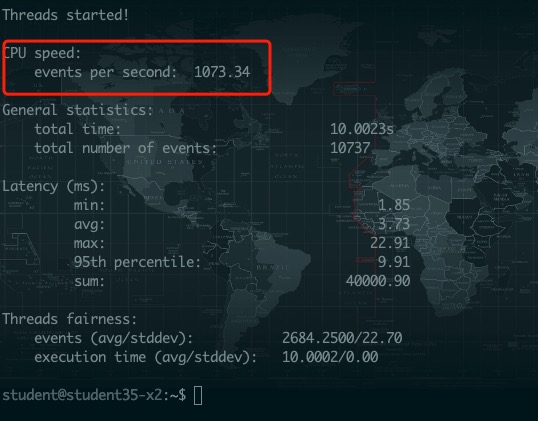 Threads started!
CPU speed:
events per second: 1073.34
General statistics:
total time: 10.0023s
total number of events: 10737
Latency (ms):
min: 1.85
avg: 3.73
max: 22.91
95th percentile: 9.91
sum: 40000.90
Threads fairness:
events (avg/stddev): 2684.2500/22.70
execution time (avg/stddev): 10.0002/0.00
student@student35-x2:~$